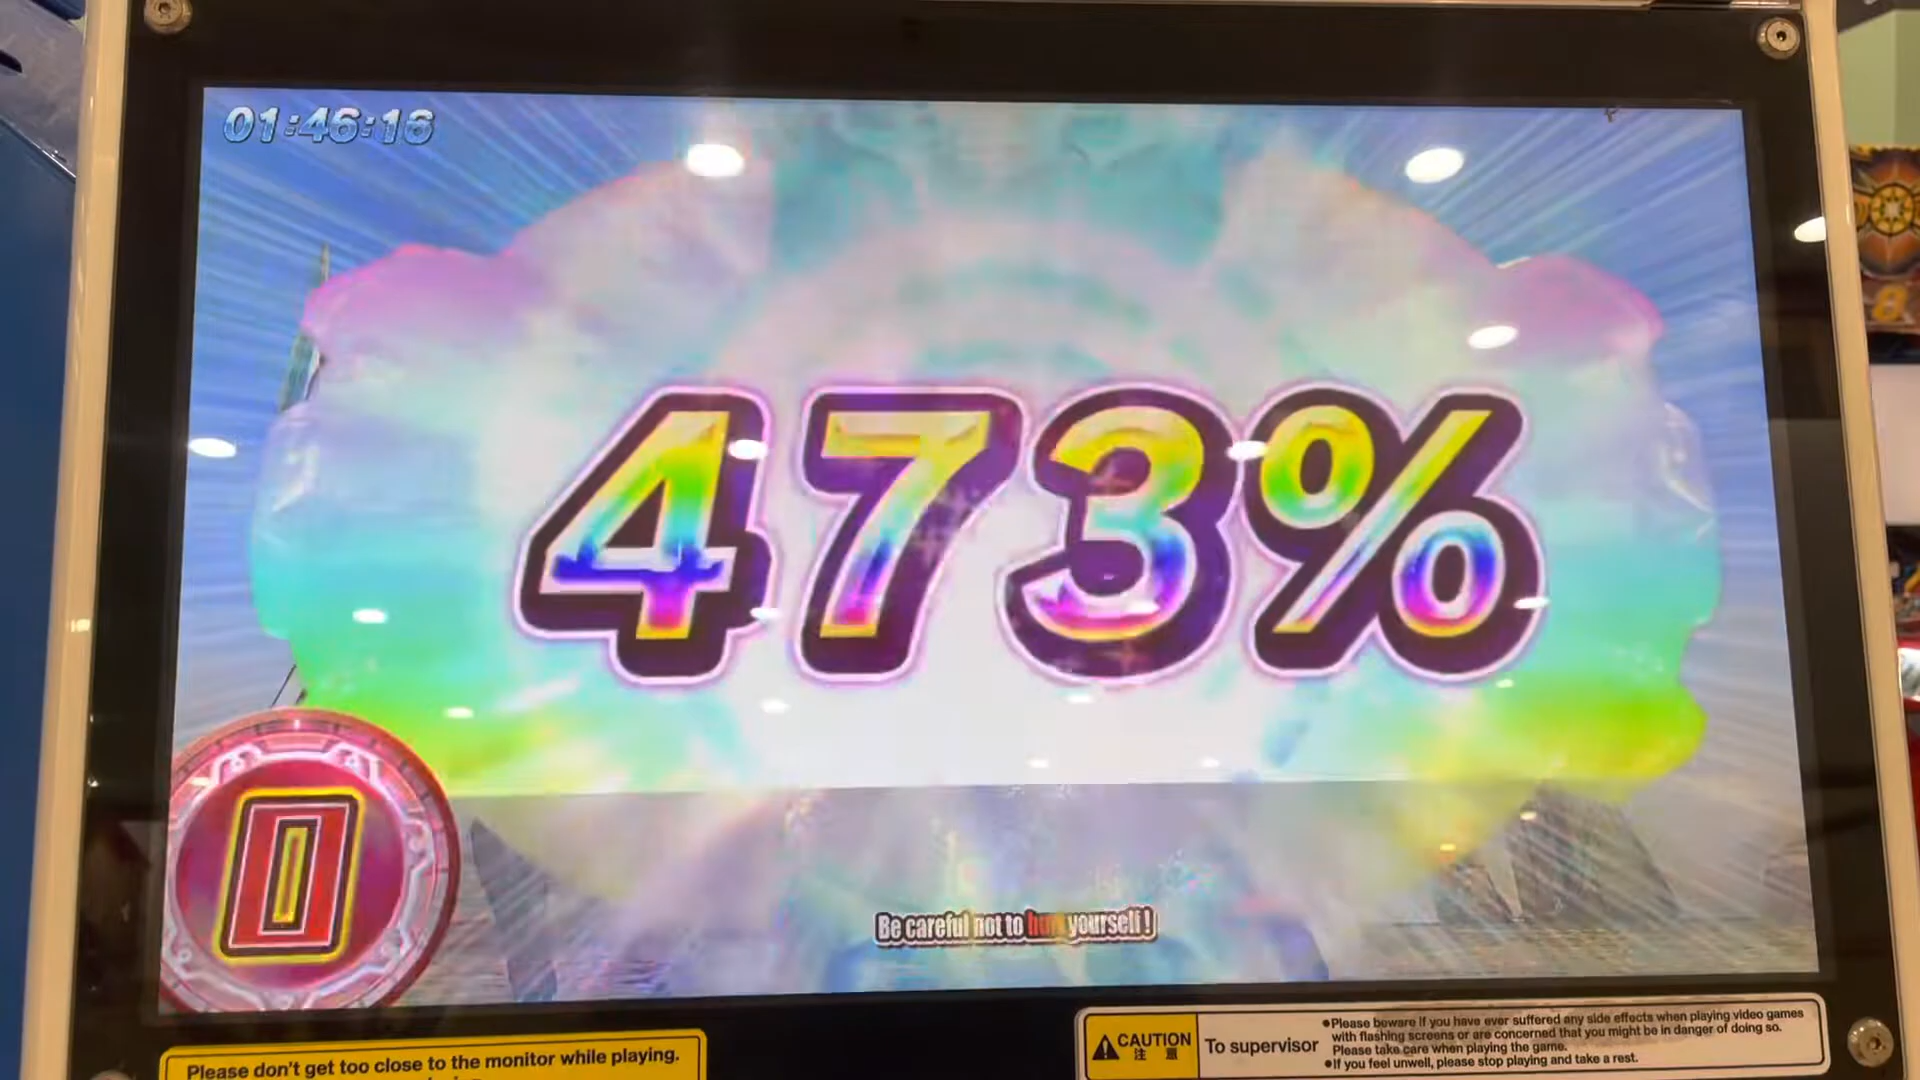 01:46:16
473%
0
Be careful not to hurt yourself!
8
Please don't get too close to the monitor while playing.
CAUTION
注 意
To supervisor
●Please beware if you have ever suffered any side effects when playing video games
with flashing screens or are concerned that you might be in danger of doing so.
Please take care when playing the game.
●If you feel unwell, please stop playing and take a rest.